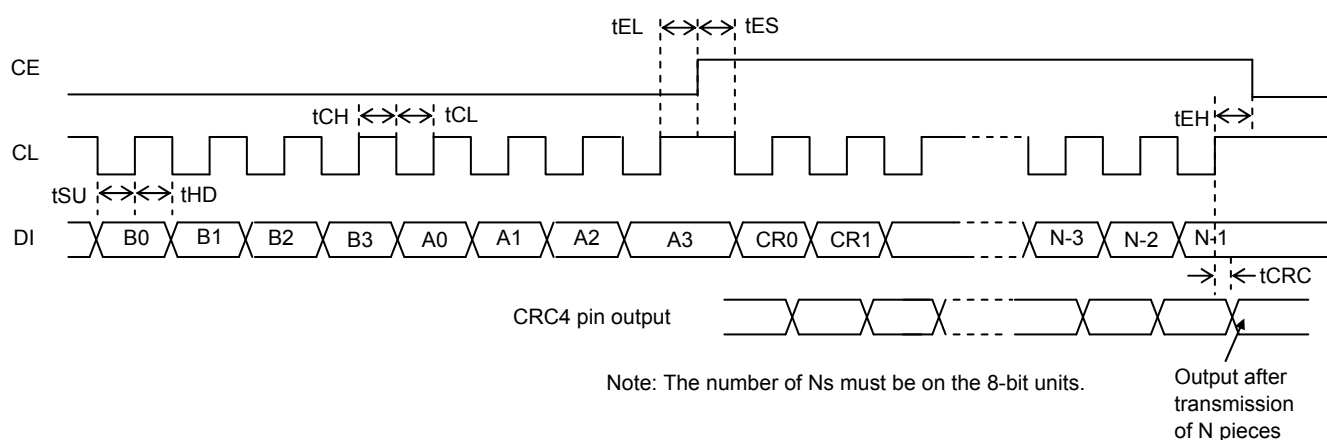 tEL
tES
CE
tCH
tCL
tEH
CL
tSU
tHD
DI
B0
B1
B2
B3
A0
A1
A2
A3
CR0
CR1
N-3
N-2
N-1
tCRC
CRC4 pin output
Note: The number of Ns must be on the 8-bit units.
Output after
transmission
of N pieces